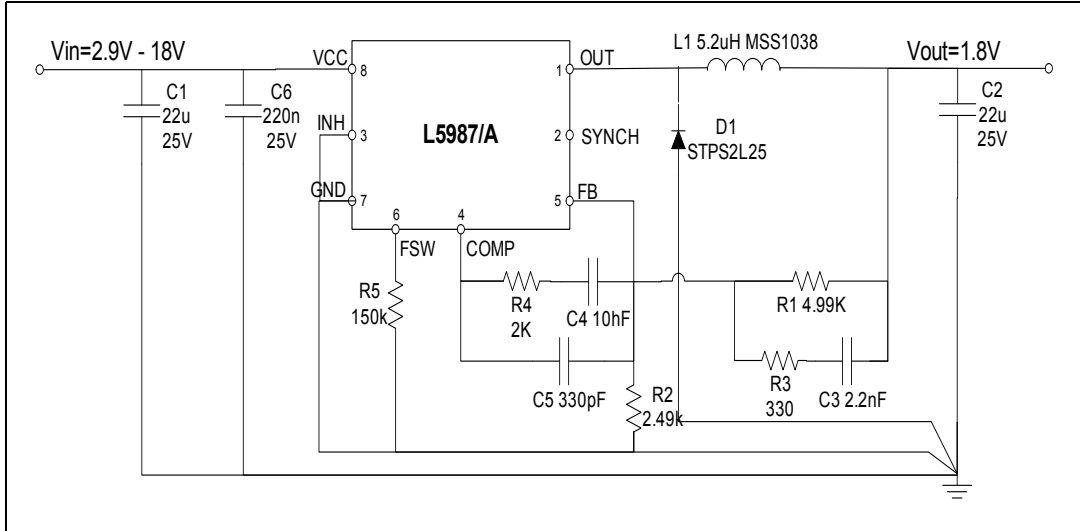 Vin=2.9V - 18V
C1
22u
25V
C6
220n
25V
VCC
8
INH
3
GND
7
L5987/A
1
OUT
2
SYNCH
5
FB
6
FSW
4
COMP
L1 5.2uH MSS1038
Vout=1.8V
D1
STPS2L25
C2
22u
25V
R5
150k
R4
2K
C4 10hF
C5 330pF
R2
2.49k
R1 4.99K
R3
330
C3 2.2nF